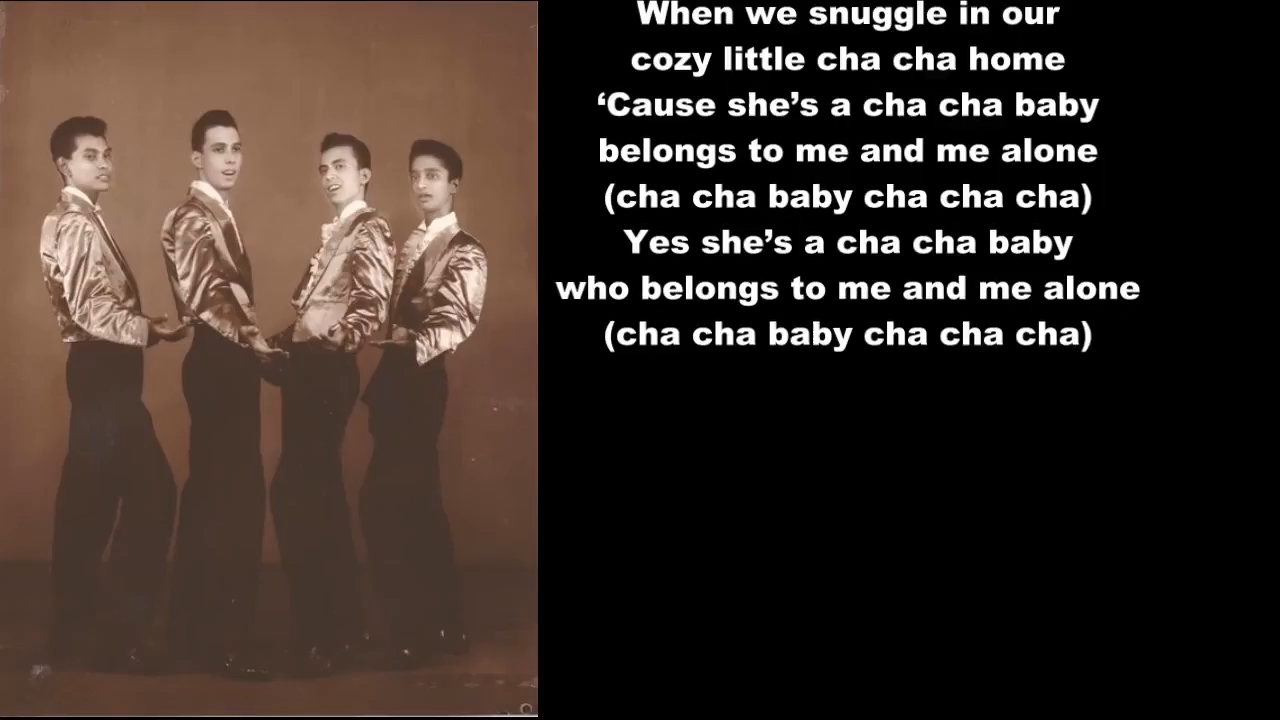 When we snuggle in our
cozy little cha cha home
‘Cause she’s a cha cha baby
belongs to me and me alone
(cha cha baby cha cha cha)
Yes she’s a cha cha baby
who belongs to me and me alone
(cha cha baby cha cha cha)